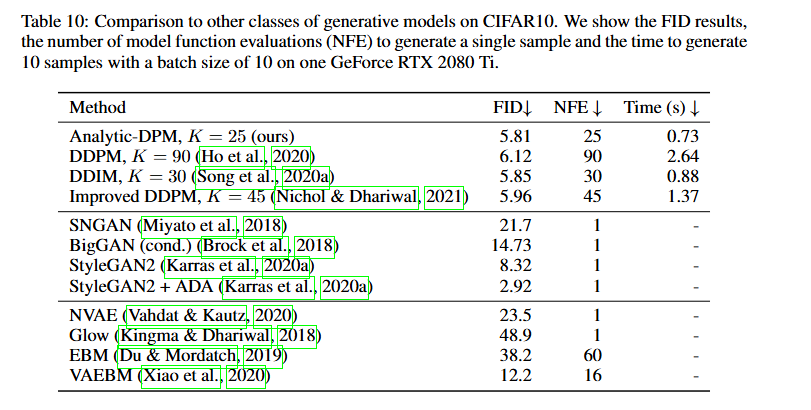 Table 10: Comparison to other classes of generative models on CIFAR10. We show the FID results,
the number of model function evaluations (NFE) to generate a single sample and the time to generate
10 samples with a batch size of 10 on one GeForce RTX 2080 Ti.
Method FID↓ NFE ↓ Time (s) ↓
Analytic-DPM, K = 25 (ours) 5.81 25 0.73
DDPM, K = 90 (Ho et al., 2020) 6.12 90 2.64
DDIM, K = 30 (Song et al., 2020a) 5.85 30 0.88
Improved DDPM, K = 45 (Nichol & Dhariwal, 2021) 5.96 45 1.37
SNGAN (Miyato et al., 2018) 21.7 1 -
BigGAN (cond.) (Brock et al., 2018) 14.73 1 -
StyleGAN2 (Karras et al., 2020a) 8.32 1 -
StyleGAN2 + ADA (Karras et al., 2020a) 2.92 1 -
NVAE (Vahdat & Kautz, 2020) 23.5 1 -
Glow (Kingma & Dhariwal, 2018) 48.9 1 -
EBM (Du & Mordatch, 2019) 38.2 60 -
VAEBM (Xiao et al., 2020) 12.2 16 -